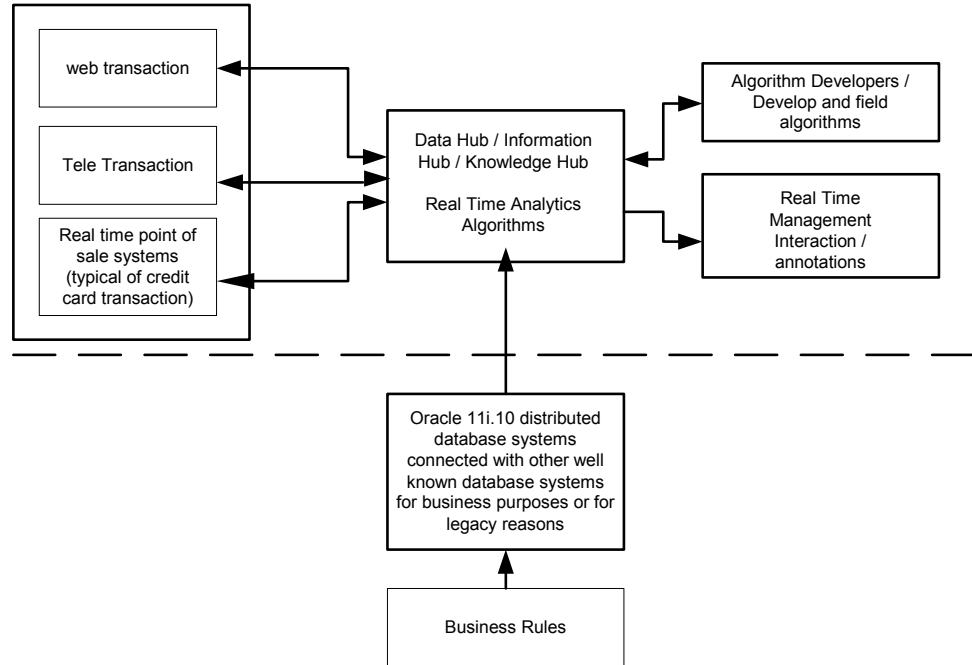 web transaction
Tele Transaction
Real time point of
sale systems
(typical of credit
card transaction)
Data Hub / Information
Hub / Knowledge Hub
Real Time Analytics
Algorithms
Algorithm Developers /
Develop and field
algorithms
Real Time
Management
Interaction /
annotations
Oracle 11i.10 distributed
database systems
connected with other well
known database systems
for business purposes or for
legacy reasons
Business Rules